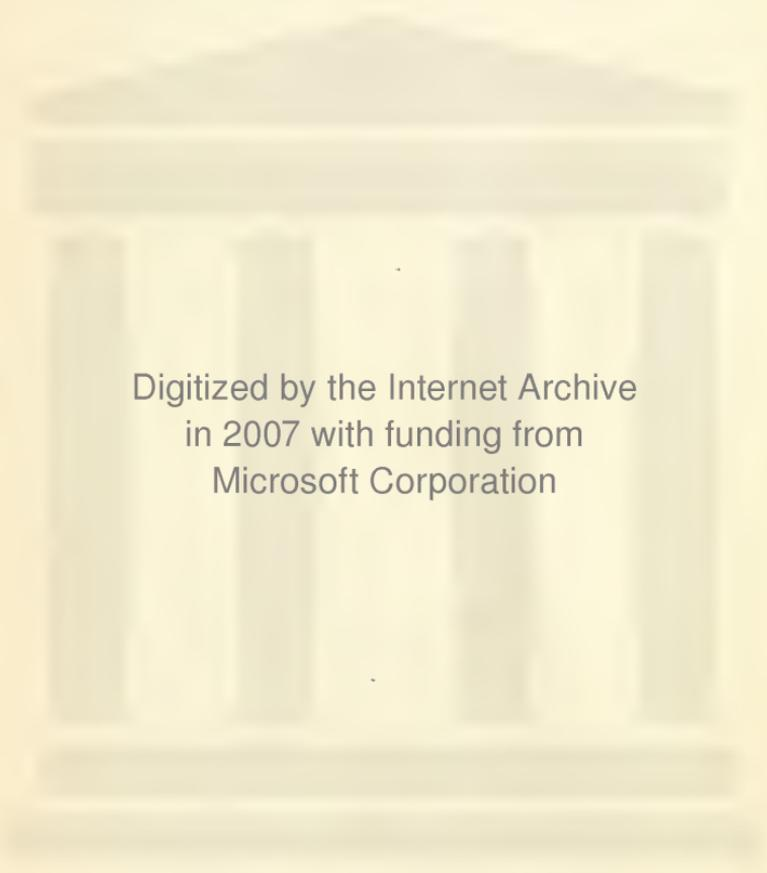 Digitized by the Internet Archive
in 2007 with funding from
Microsoft Corporation